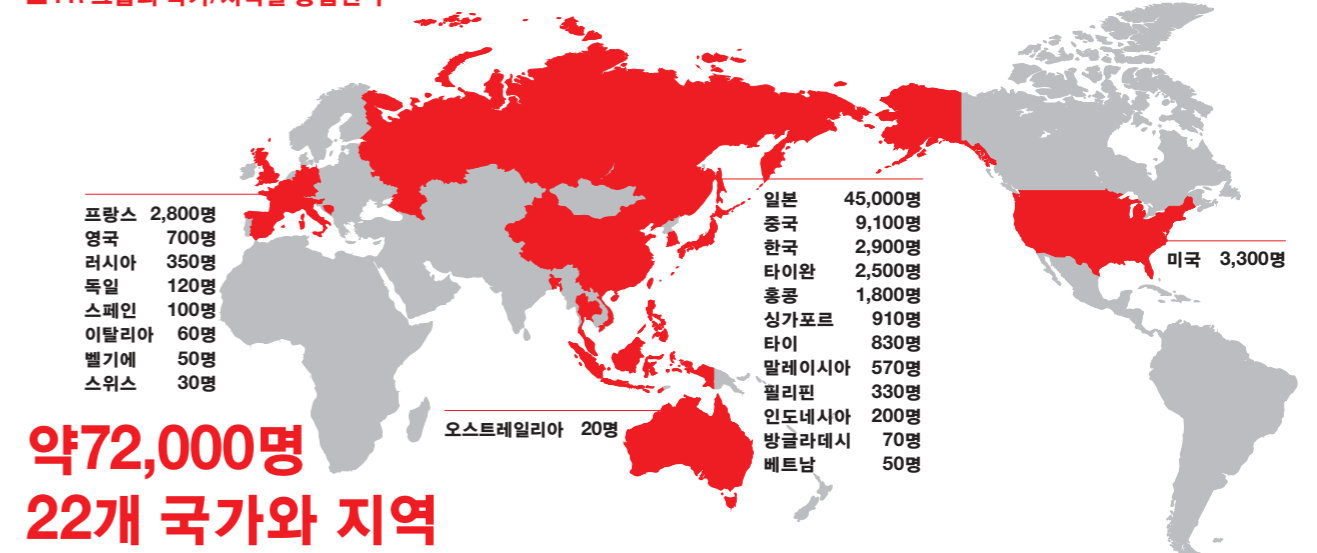 프랑스 2,800명
영국 700명
러시아 350명
독일 120명
스페인 100명
이탈리아 60명
벨기에 50명
스위스 30명
약72,000명
22개 국가와 지역
오스트레일리아 20명
일본 45,000명
중국 9,100명
한국 2,900명
타이완 2,500명
홍콩 1,800명
싱가포르 910명
타이 830명
말레이시아 570명
필리핀 330명
인도네시아 200명
방글라데시 70명
베트남 50명
미국 3,300명